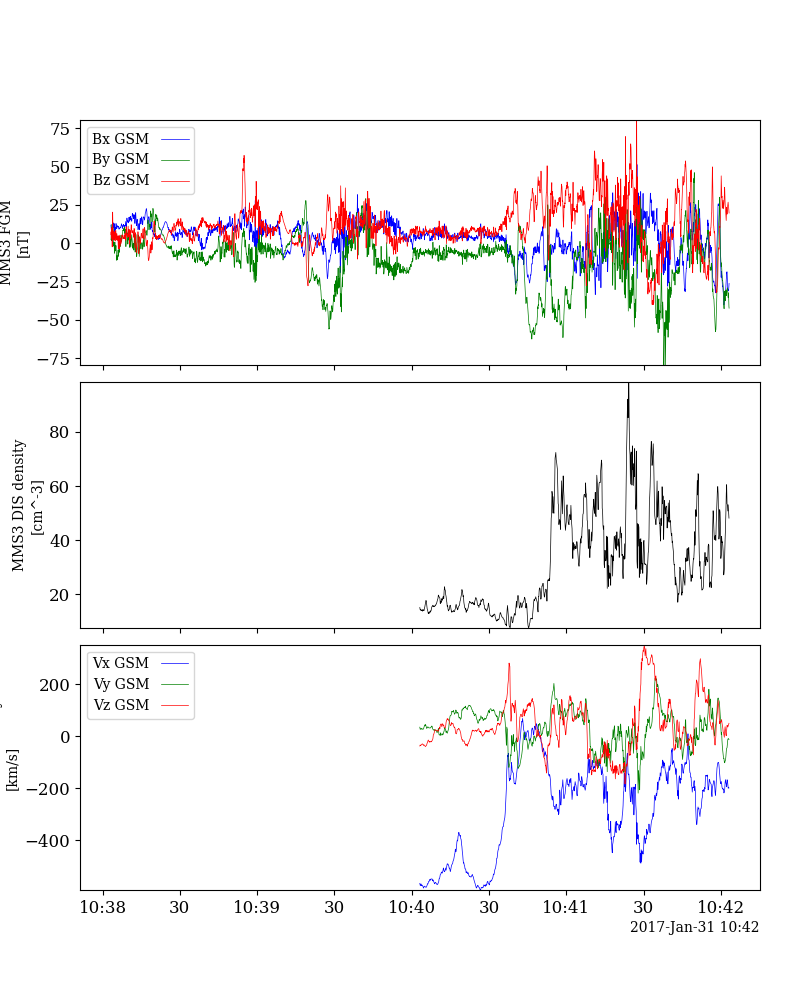 75
50
25
0
−25
−50
−75
MMS3 FGM
[nT]
Bx GSM
By GSM
Bz GSM
80
60
40
20
MMS3 DIS density
[cm^-3]
200
0
−200
−400
[km/s]
Vx GSM
Vy GSM
Vz GSM
10:38 30 10:39 30 10:40 30 10:41 30 10:42
2017-Jan-31 10:42